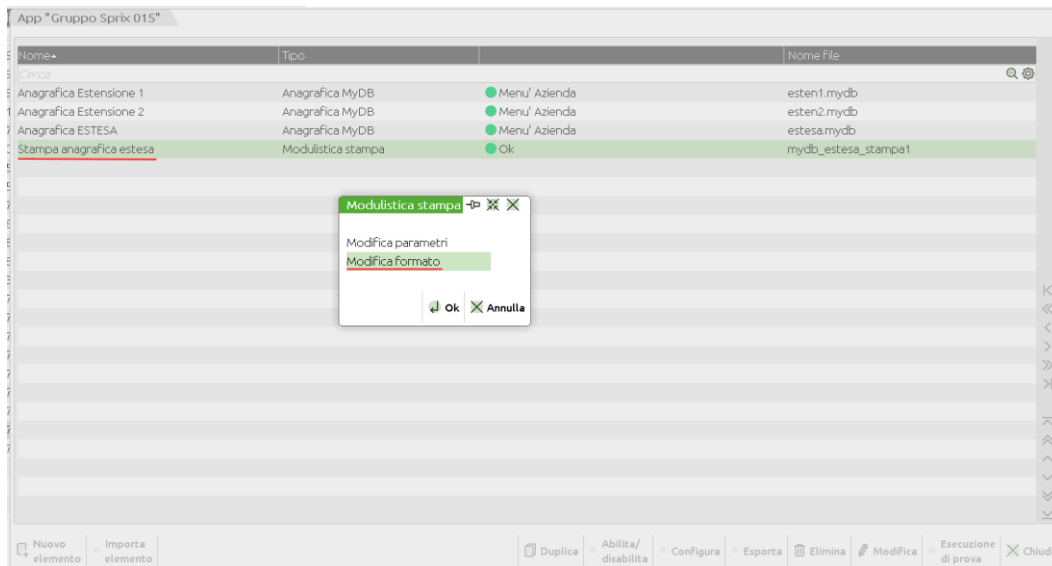 App "Gruppo Sprix 015"
Nome Tipo Nome file
Cerca
Anagrafica Estensione 1 Anagrafica MyDB Menu' Azienda esten1.mydb
Anagrafica Estensione 2 Anagrafica MyDB Menu' Azienda esten2.mydb
Anagrafica ESTESA Anagrafica MyDB Menu' Azienda estesa.mydb
Stampa anagrafica estesa Modulistica stampa Ok mydb_estesa_stampa1
Modulistica stampa
Modifica parametri
Modifica formato
Ok Annulla
Nuovo elemento Importa elemento Duplica Abilita/ disabilita Configura Esporta Elimina Modifica Esecuzione di prova Chiudi